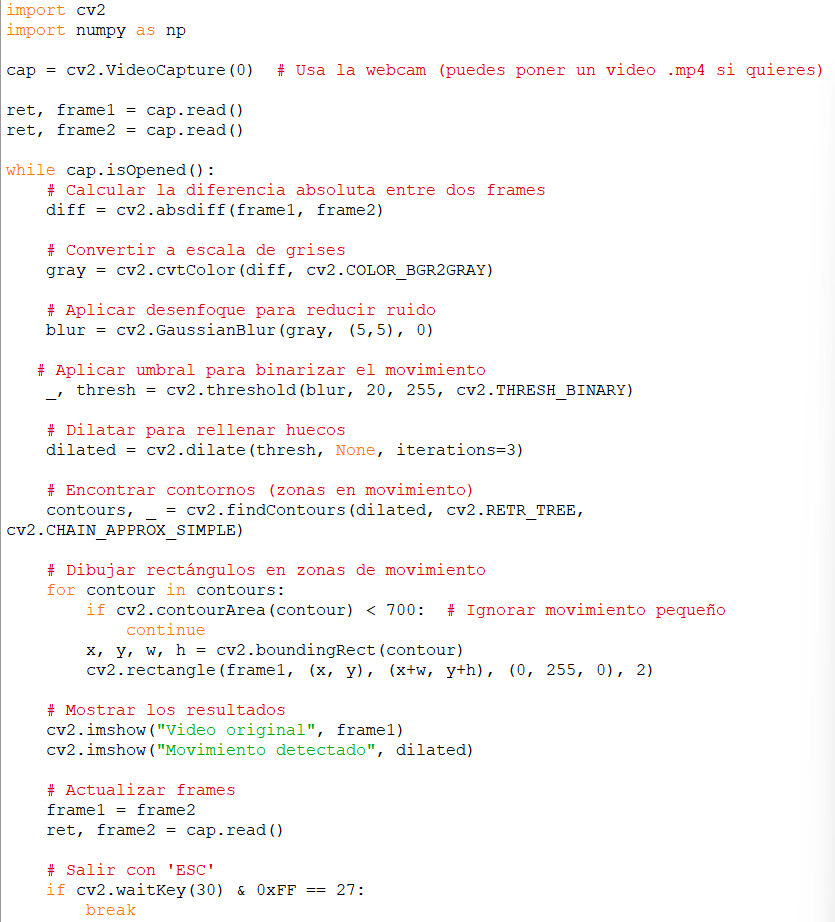 import cv2
import numpy as np

cap = cv2.VideoCapture(0)  # Usa la webcam (puedes poner un video .mp4 si quieres)

ret, frame1 = cap.read()
ret, frame2 = cap.read()

while cap.isOpened():
    # Calcular la diferencia absoluta entre dos frames
    diff = cv2.absdiff(frame1, frame2)

    # Convertir a escala de grises
    gray = cv2.cvtColor(diff, cv2.COLOR_BGR2GRAY)

    # Aplicar desenfoque para reducir ruido
    blur = cv2.GaussianBlur(gray, (5,5), 0)

   # Aplicar umbral para binarizar el movimiento
    _, thresh = cv2.threshold(blur, 20, 255, cv2.THRESH_BINARY)

    # Dilatar para rellenar huecos
    dilated = cv2.dilate(thresh, None, iterations=3)

    # Encontrar contornos (zonas en movimiento)
    contours, _ = cv2.findContours(dilated, cv2.RETR_TREE,
cv2.CHAIN_APPROX_SIMPLE)

    # Dibujar rectángulos en zonas de movimiento
    for contour in contours:
        if cv2.contourArea(contour) < 700:  # Ignorar movimiento pequeño
            continue
        x, y, w, h = cv2.boundingRect(contour)
        cv2.rectangle(frame1, (x, y), (x+w, y+h), (0, 255, 0), 2)

    # Mostrar los resultados
    cv2.imshow("Video original", frame1)
    cv2.imshow("Movimiento detectado", dilated)

    # Actualizar frames
    frame1 = frame2
    ret, frame2 = cap.read()

    # Salir con 'ESC'
    if cv2.waitKey(30) & 0xFF == 27:
        break